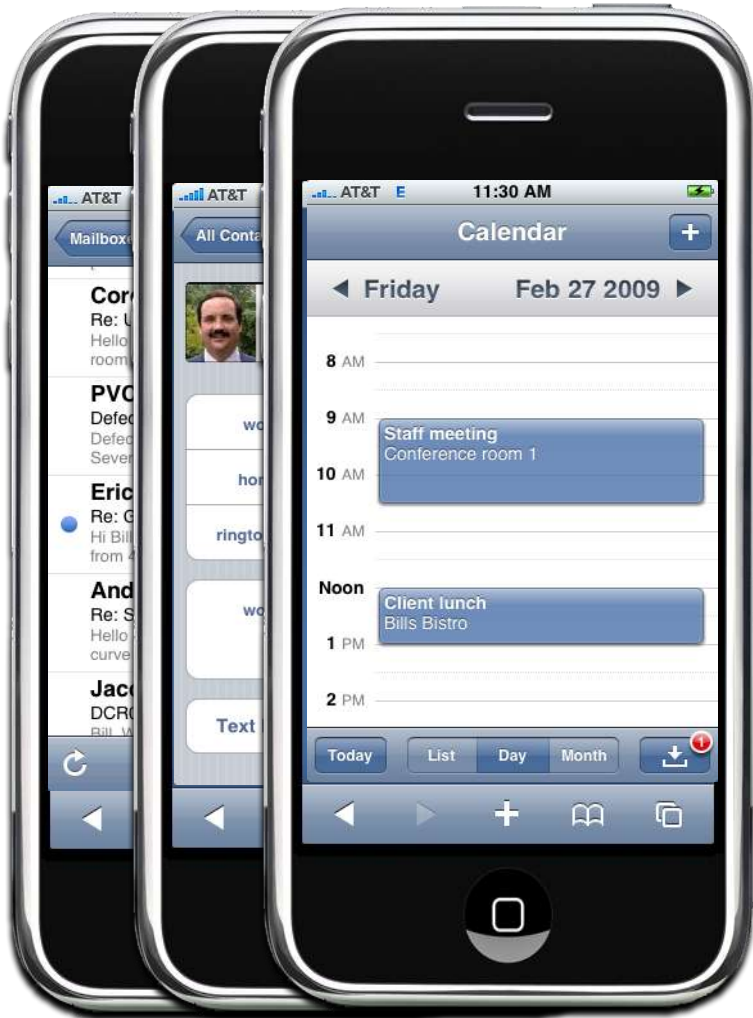 AT&T
Mailboxe
Re: U
Hello
room
PVC
Defec
Defec
Sever
Eric
Re: G
Hi Bill
from 4
And
Re: S
Hello
curve
Jaco
DCR0
AT&T
All Conta
wo
hor
ringto
wo
Text
AT&T E 11:30 AM
Calendar
Friday Feb 27 2009
8 AM
9 AM
Staff meeting
Conference room 1
10 AM
11 AM
Noon
Client lunch
Bills Bistro
1 PM
2 PM
Today List Day Month 1